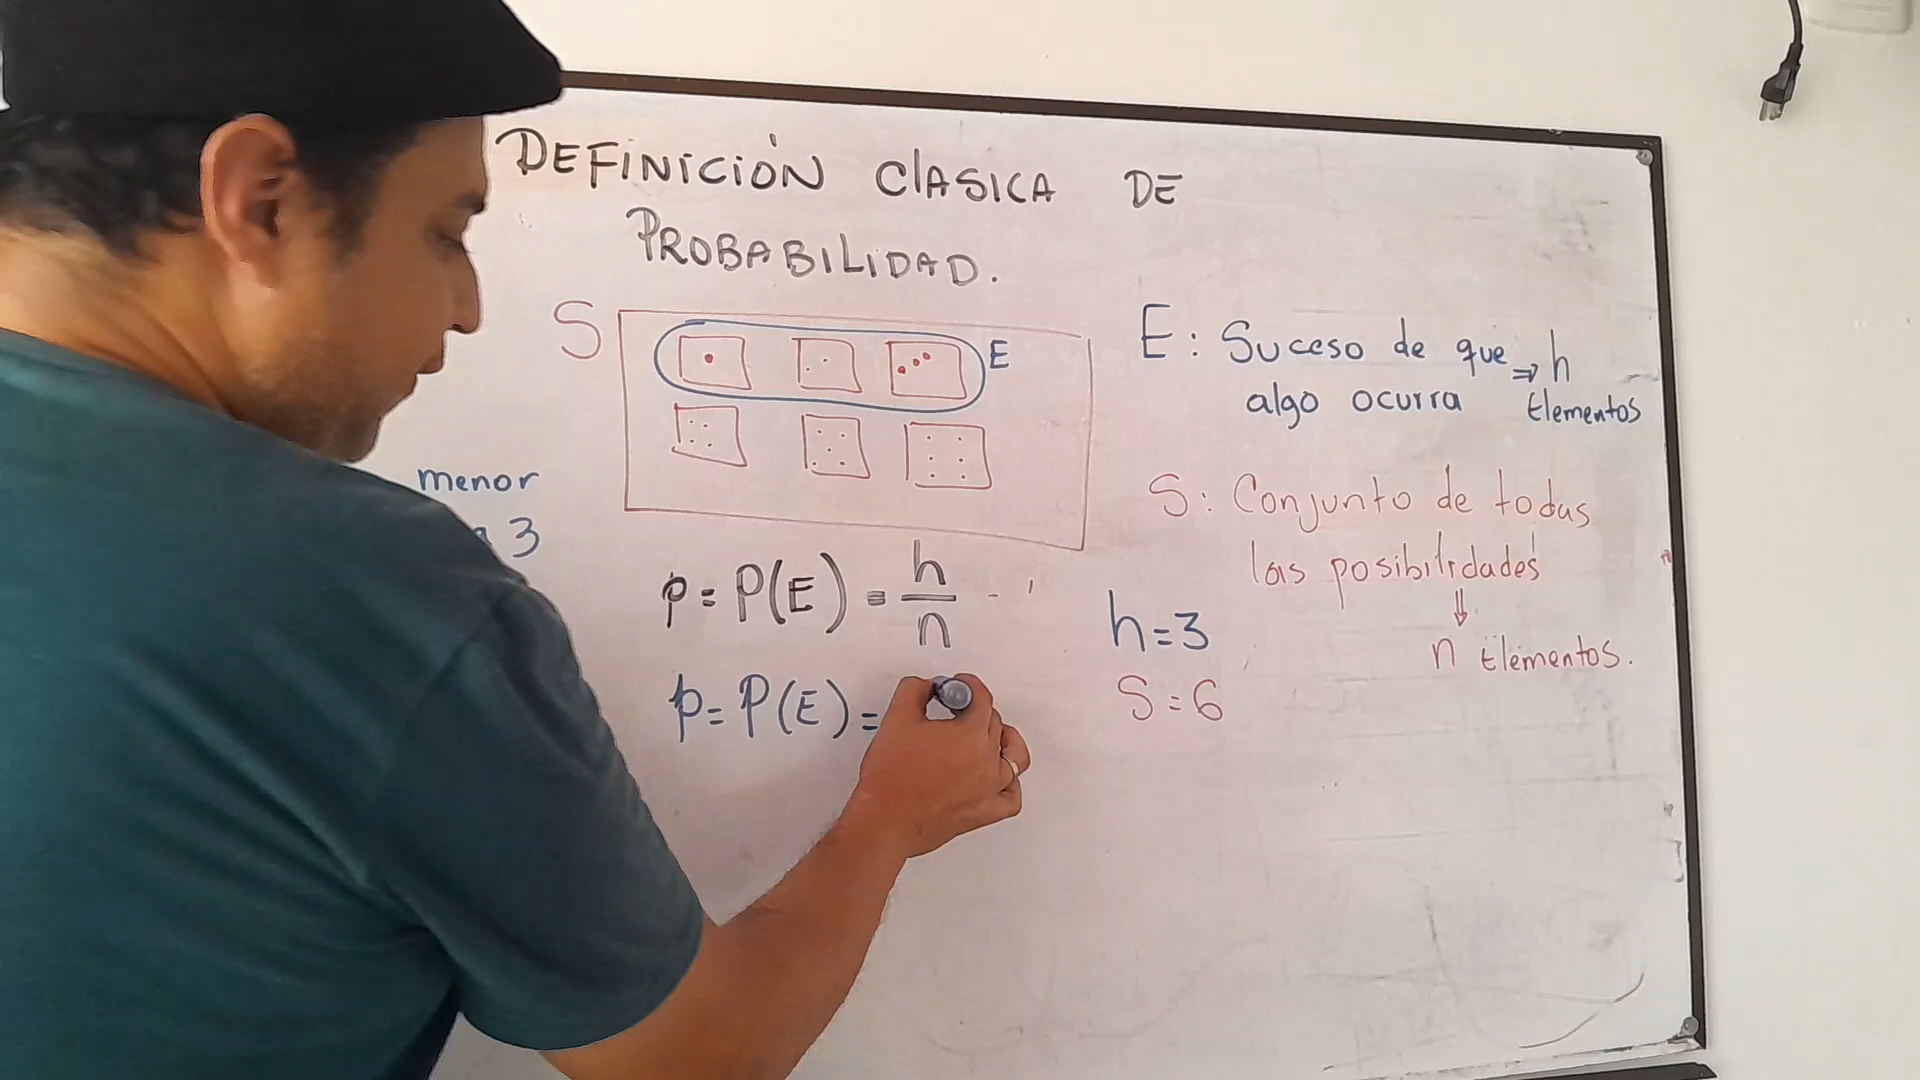 DEFINICIÓN CLASICA DE
PROBABILIDAD.
S
E
E: Suceso de que ⇒ h
algo ocurra Elementos
menor
3
S: Conjunto de todas
las posibilidades
⇓
n Elementos.
p = P(E) = h/n
h=3
p = P(E) =
S=6